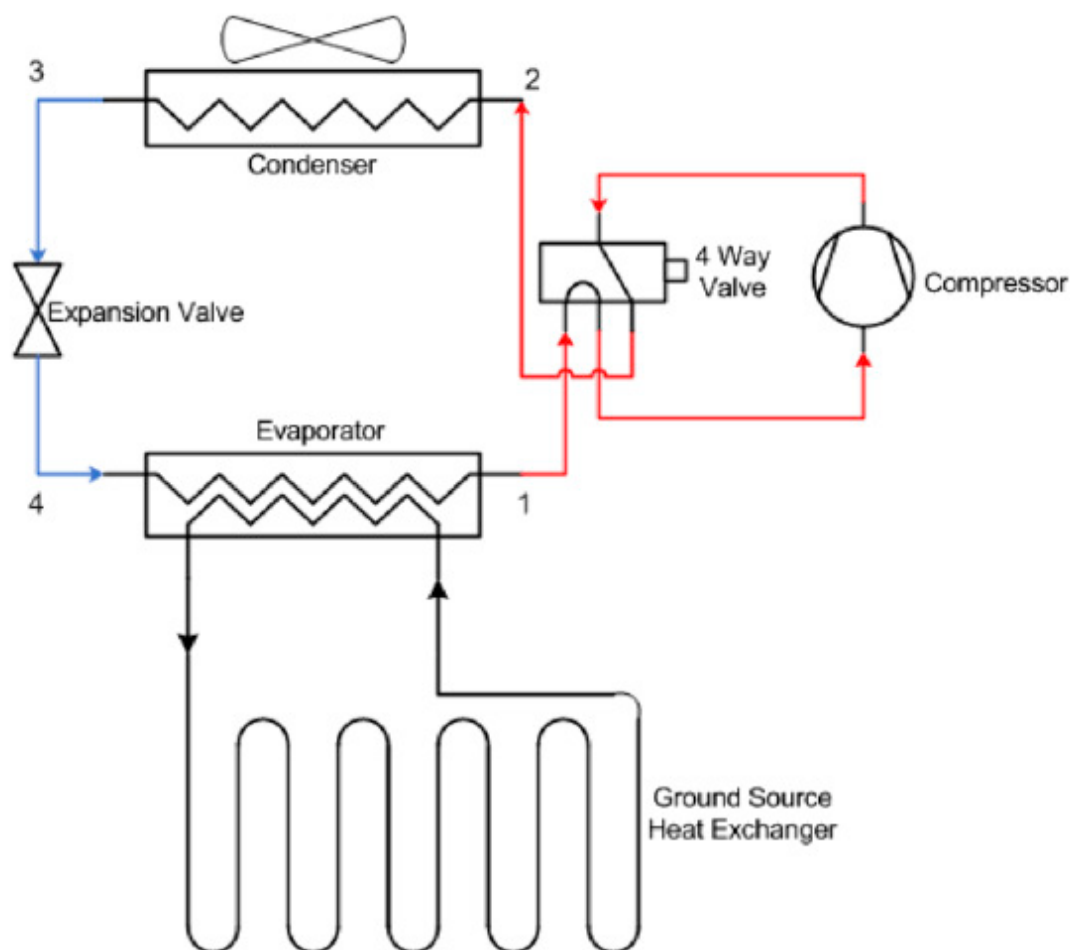 3
2
Condenser
4 Way
Valve
Compressor
Expansion Valve
Evaporator
4
1
Ground Source
Heat Exchanger